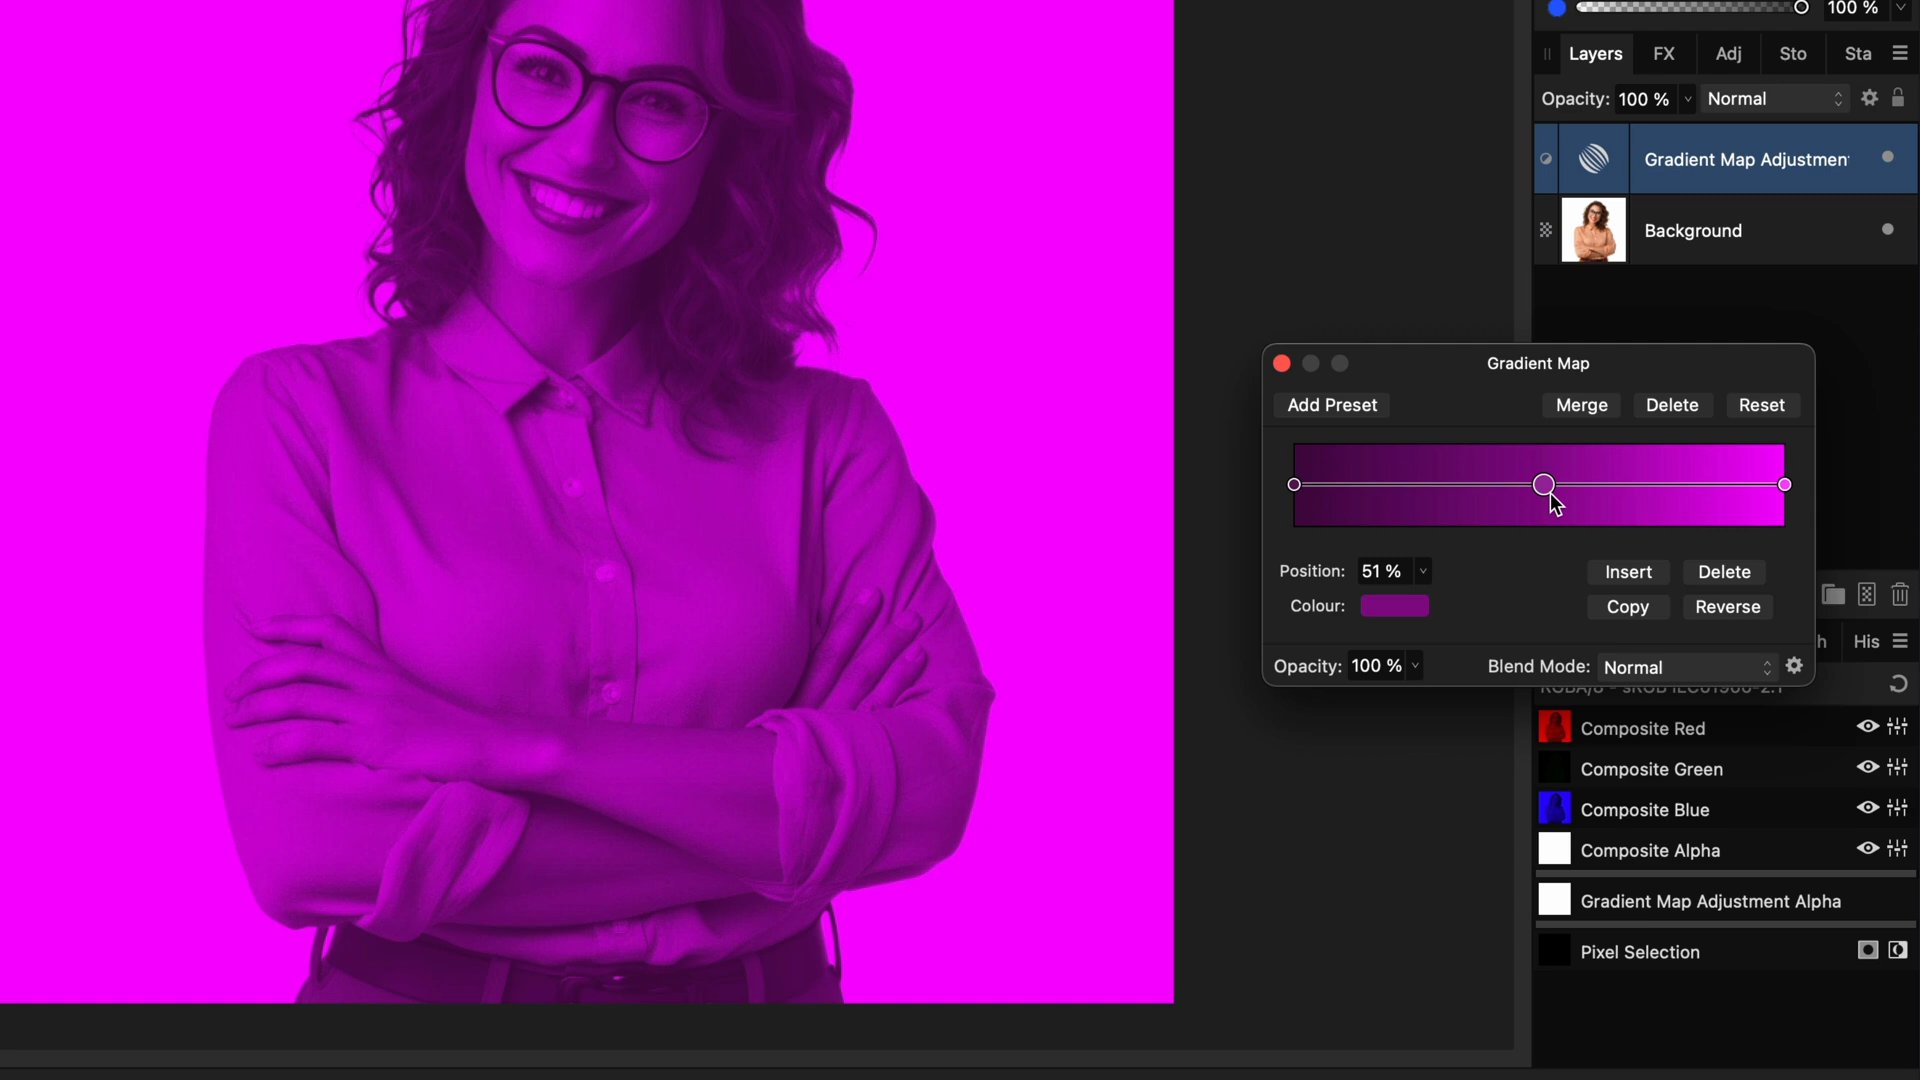 100 %
Layers
FX
Adj
Sto
Sta
Opacity: 100 %
Normal
Gradient Map Adjustmen
Background
Gradient Map
Add Preset
Merge
Delete
Reset
Position: 51 %
Insert
Delete
Colour:
Copy
Reverse
Opacity: 100 %
Blend Mode: Normal
His
Composite Red
Composite Green
Composite Blue
Composite Alpha
Gradient Map Adjustment Alpha
Pixel Selection